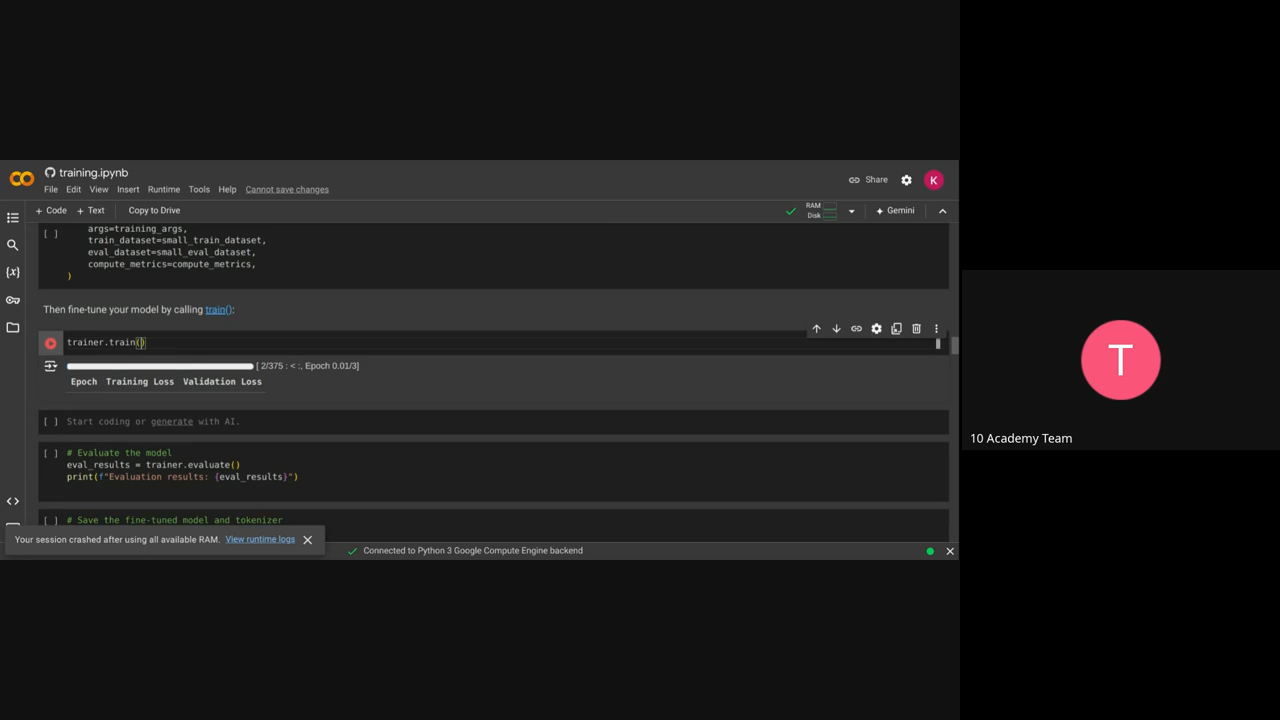 training.ipynb
File Edit View Insert Runtime Tools Help Cannot save changes
Share
K
+ Code + Text Copy to Drive
RAM
Disk
Gemini
[ ] args=training_args,
train_dataset=small_train_dataset,
eval_dataset=small_eval_dataset,
compute_metrics=compute_metrics,
)
Then fine-tune your model by calling train():
trainer.train()
[ 2/375 : < :, Epoch 0.01/3]
Epoch Training Loss Validation Loss
[ ] Start coding or generate with AI.
[ ] # Evaluate the model
eval_results = trainer.evaluate()
print(f"Evaluation results: {eval_results}")
[ ] # Save the fine-tuned model and tokenizer
Your session crashed after using all available RAM. View runtime logs
Connected to Python 3 Google Compute Engine backend
T
10 Academy Team